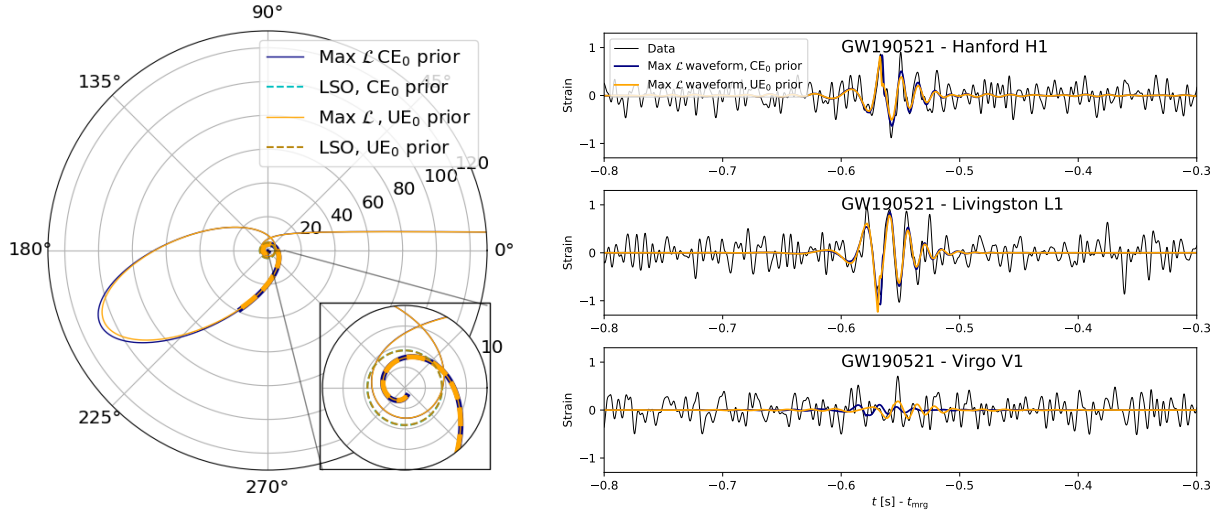 90°
135°
45°
180°
0°
225°
270°
Max ℒ CE₀ prior
LSO, CE₀ prior
Max ℒ , UE₀ prior
LSO, UE₀ prior
20
40
60
80
100
120
10
GW190521 - Hanford H1
Data
Max ℒ waveform, CE₀ prior
Max ℒ waveform, UE₀ prior
Strain
1
0
−1
−0.8
−0.7
−0.6
−0.5
−0.4
−0.3
GW190521 - Livingston L1
Strain
1
0
−1
−0.8
−0.7
−0.6
−0.5
−0.4
−0.3
GW190521 - Virgo V1
Strain
1
0
−1
−0.8
−0.7
−0.6
−0.5
−0.4
−0.3
t [s] - tmrg